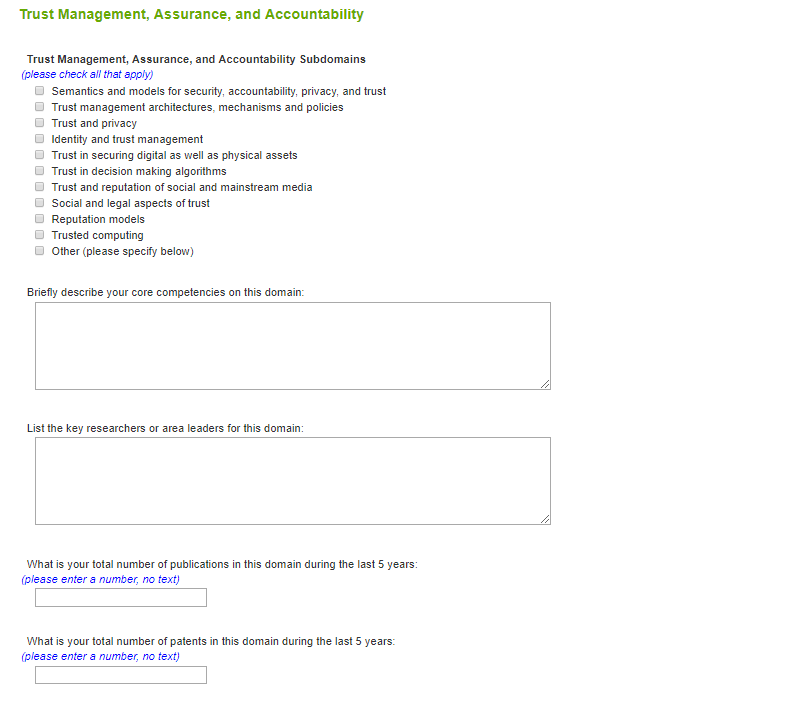 Trust Management, Assurance, and Accountability
Trust Management, Assurance, and Accountability Subdomains
(please check all that apply)
Semantics and models for security, accountability, privacy, and trust
Trust management architectures, mechanisms and policies
Trust and privacy
Identity and trust management
Trust in securing digital as well as physical assets
Trust in decision making algorithms
Trust and reputation of social and mainstream media
Social and legal aspects of trust
Reputation models
Trusted computing
Other (please specify below)
Briefly describe your core competencies on this domain:
List the key researchers or area leaders for this domain:
What is your total number of publications in this domain during the last 5 years:
(please enter a number, no text)
What is your total number of patents in this domain during the last 5 years:
(please enter a number, no text)